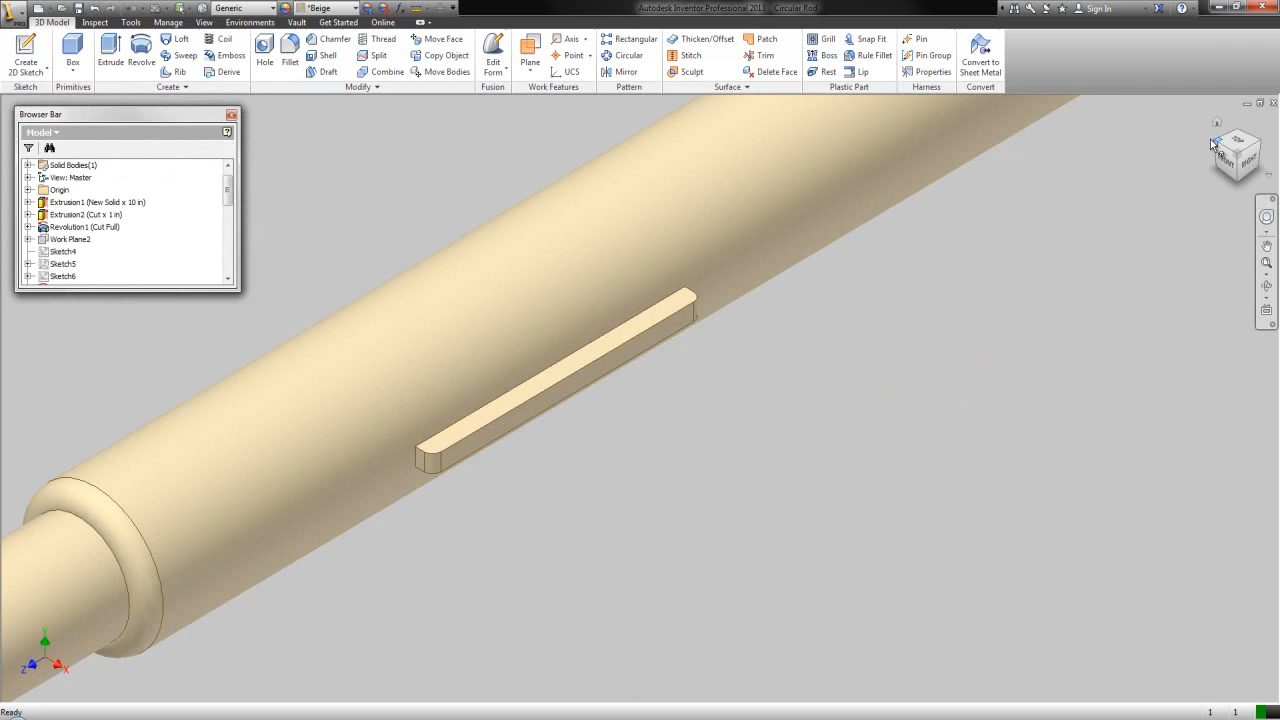 Generic
*Beige
Autodesk Inventor Professional 2013 Circular Rod
Sign In
3D Model Inspect Tools Manage View Environments Vault Get Started Online
Create
2D Sketch
Box
Extrude Revolve
Loft
Sweep
Rib
Coil
Emboss
Derive
Hole Fillet
Chamfer
Shell
Draft
Thread
Split
Combine
Move Face
Copy Object
Move Bodies
Edit
Form
Plane
Axis
Point
UCS
Rectangular
Circular
Mirror
Thicken/Offset
Stitch
Sculpt
Patch
Trim
Delete Face
Grill
Boss
Rest
Snap Fit
Rule Fillet
Lip
Pin
Pin Group
Properties
Convert to
Sheet Metal
Sketch Primitives Create Modify Fusion Work Features Pattern Surface Plastic Part Harness Convert
Browser Bar
Model
Solid Bodies(1)
View: Master
Origin
Extrusion1 (New Solid x 10 in)
Extrusion2 (Cut x 1 in)
Revolution1 (Cut Full)
Work Plane2
Sketch4
Sketch5
Sketch6
TOP
RIGHT
Y
Z
X
Ready
1 1